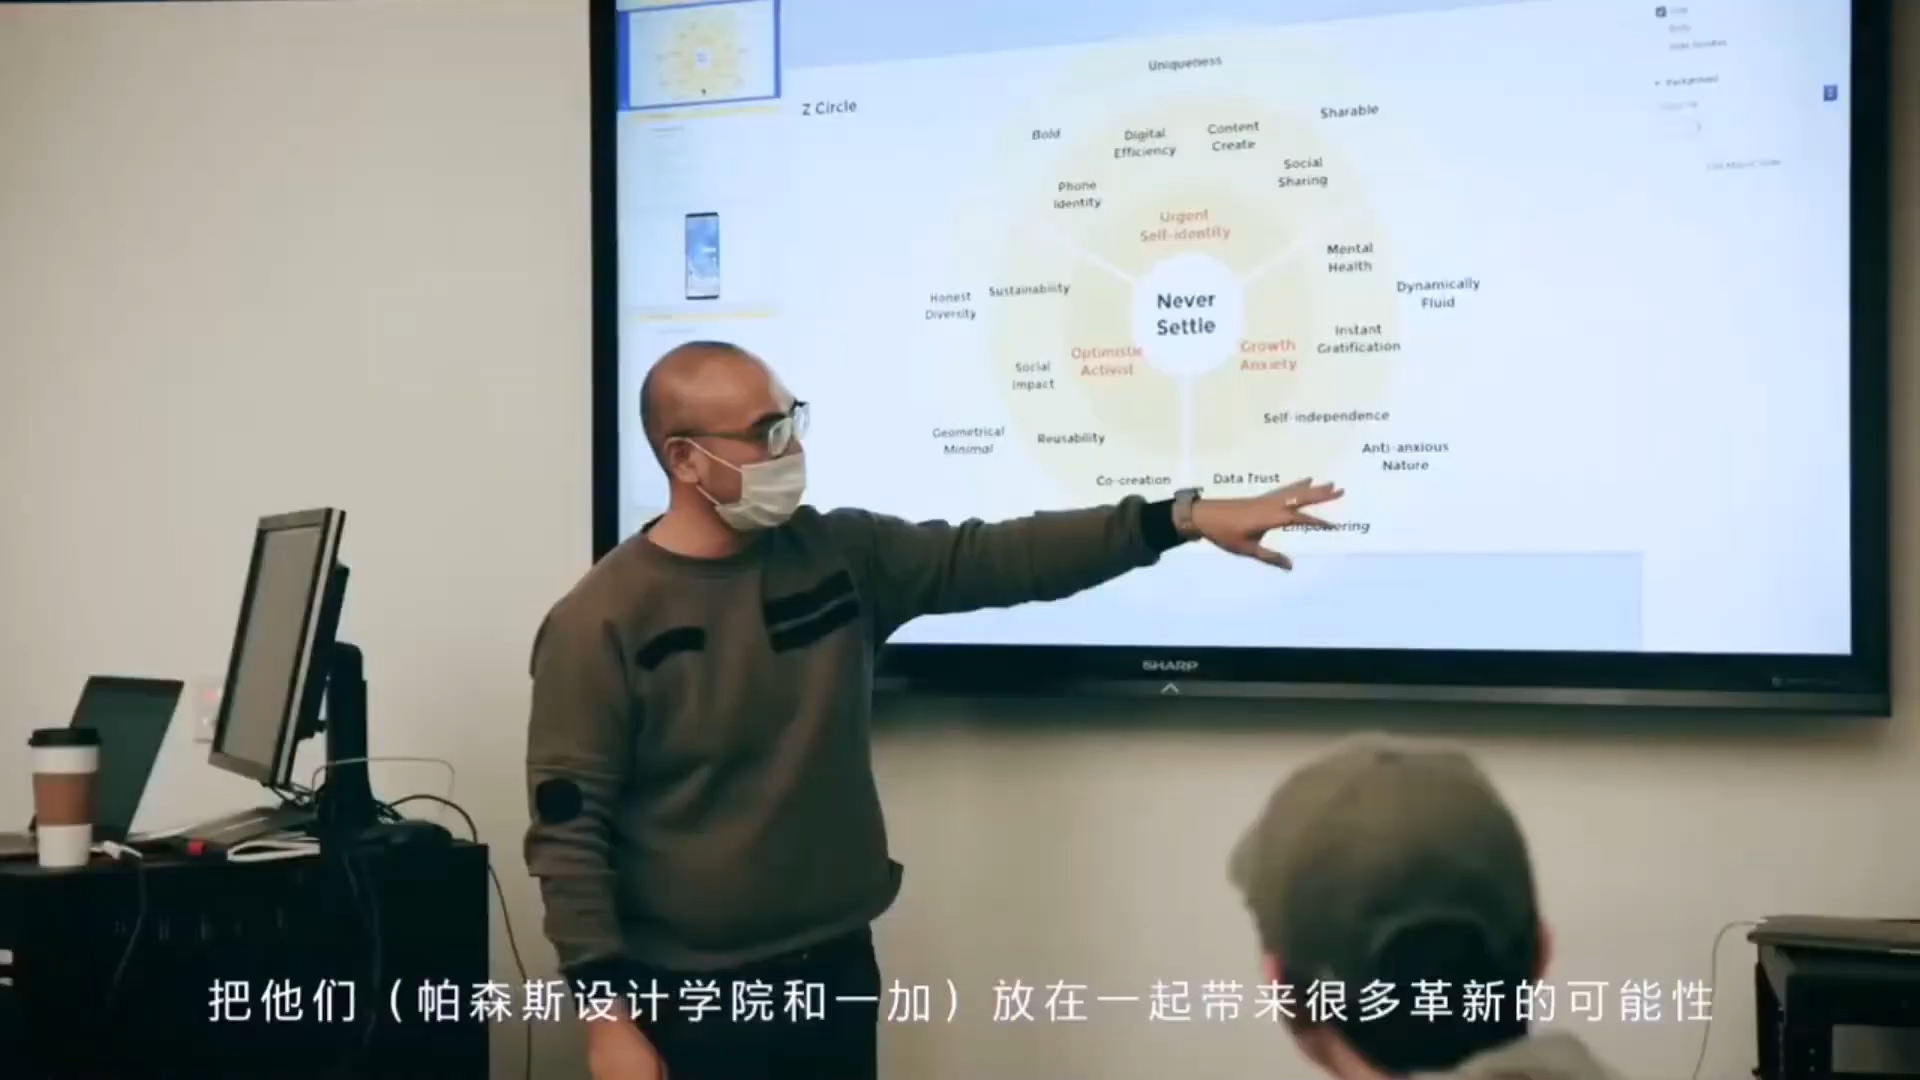 Uniqueness
Z Circle
Sharable
Bold
Digital
Efficiency
Content
Create
Social
Sharing
Phone
Identity
Urgent
Self-identity
Mental
Health
Honest
Diversity
Sustainability
Never
Settle
Dynamically
Fluid
Instant
Gratification
Optimistic
Activist
Growth
Anxiety
Social
Impact
Self-independence
Geometrical
Minimal
Reusability
Anti-anxious
Nature
Co-creation
Data Trust
Empowering
SHARP
把他们（帕森斯设计学院和一加）放在一起带来很多革新的可能性